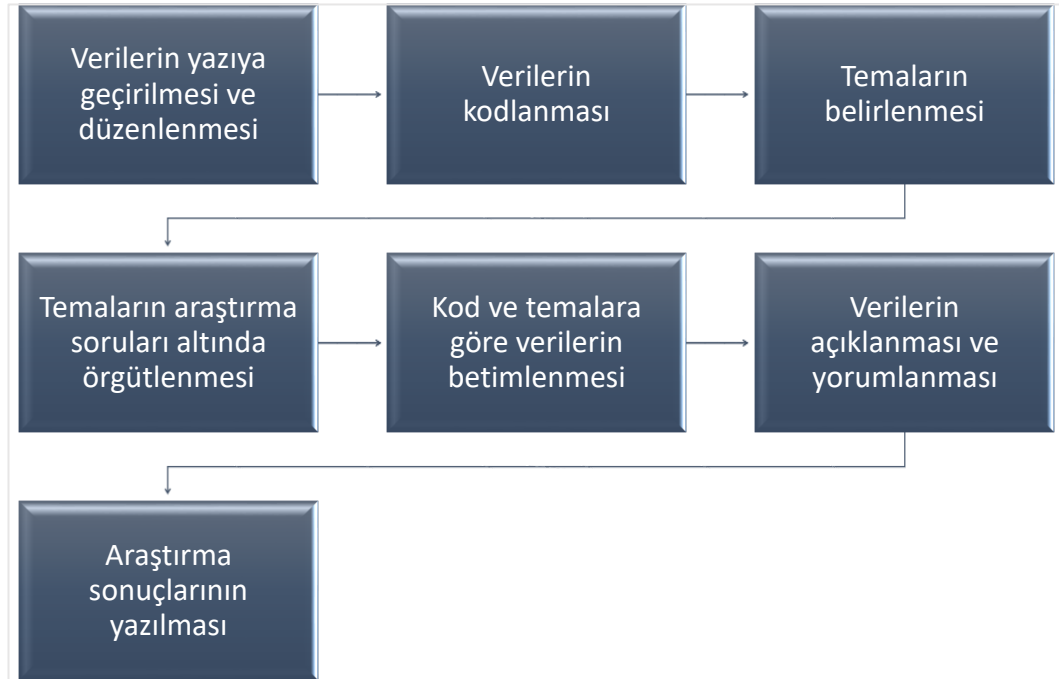 Verilerin yazıya
geçirilmesi ve
düzenlenmesi
Verilerin
kodlanması
Temaların
belirlenmesi
Temaların araştırma
soruları altında
örgütlenmesi
Kod ve temalara
göre verilerin
betimlenmesi
Verilerin
açıklanması ve
yorumlanması
Araştırma
sonuçlarının
yazılması